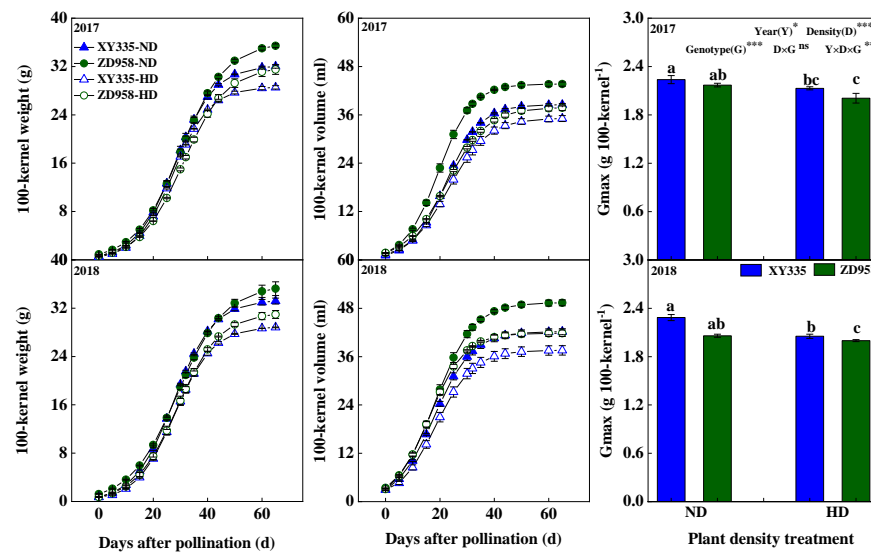 2017
XY335-ND
ZD958-ND
XY335-HD
ZD958-HD
100-kernel weight (g)
40
32
24
16
8
40
2017
100-kernel volume (ml)
60
48
36
24
12
60
2017
Year(Y)* Density(D)***
Genotype(G)*** D×G ns Y×D×G **
a
ab
bc
c
Gmax (g 100-kernel-1)
3.0
2.4
1.8
1.2
0.6
3.0
2018
100-kernel weight (g)
32
24
16
8
0
0 20 40 60
Days after pollination (d)
2018
100-kernel volume (ml)
48
36
24
12
0
0 20 40 60
Days after pollination (d)
2018
XY335 ZD958
a
ab
b
c
Gmax (g 100-kernel-1)
2.4
1.8
1.2
0.6
0.0
ND HD
Plant density treatment